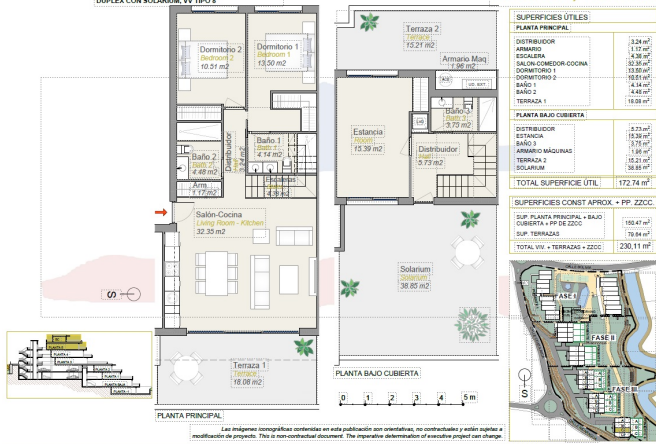 DUPLEX CON SOLARIUM, VV TIPO 8
Dormitorio 2
Bedroom 2
10.51 m2
Dormitorio 1
Bedroom 1
13.50 m2
Distribuidor
Hall
3.24 m2
Baño 1
Bath 1
4.14 m2
Baño 2
Bath 2
4.48 m2
Arm.
1.17 m2
Escaleras
4.38 m2
Salón-Cocina
Living Room - Kitchen
32.35 m2
Terraza 1
Terrace
18.08 m2
PLANTA PRINCIPAL
Terraza 2
Terrace
15.21 m2
Armario Maq
1.96 m2
Estancia
Room
15.39 m2
Baño 3
Bath 3
3.75 m2
Distribuidor
Hall
5.73 m2
Solarium
Solarium
38.85 m2
PLANTA BAJO CUBIERTA
0 1 2 3 4 5 m
S
SUPERFICIES ÚTILES
PLANTA PRINCIPAL
DISTRIBUIDOR 3.24 m²
ARMARIO 1.17 m²
ESCALERA 4.38 m²
SALON-COMEDOR-COCINA 32.35 m²
DORMITORIO 1 13.50 m²
DORMITORIO 2 10.51 m²
BAÑO 1 4.14 m²
BAÑO 2 4.48 m²
TERRAZA 1 18.08 m²
PLANTA BAJO CUBIERTA
DISTRIBUIDOR 5.73 m²
ESTANCIA 15.39 m²
BAÑO 3 3.75 m²
ARMARIO MÁQUINAS 1.96 m²
TERRAZA 2 15.21 m²
SOLARIUM 38.85 m²
TOTAL SUPERFICIE ÚTIL 172.74 m²
SUPERFICIES CONST APROX. + PP. ZZCC.
SUP. PLANTA PRINCIPAL + BAJO CUBIERTA + PP DE ZZCC 150.47 m²
SUP. TERRAZAS 79.64 m²
TOTAL VIV. + TERRAZAS + ZZCC 230,11 m²
FASE I
FASE II
FASE III
S
PLANTA BAJA
Las imágenes iconográficas contenidas en esta publicación son orientativas, no contractuales y están sujetas a
modificación de proyecto. This is non-contractual document. The imperative determination of executive project can change.